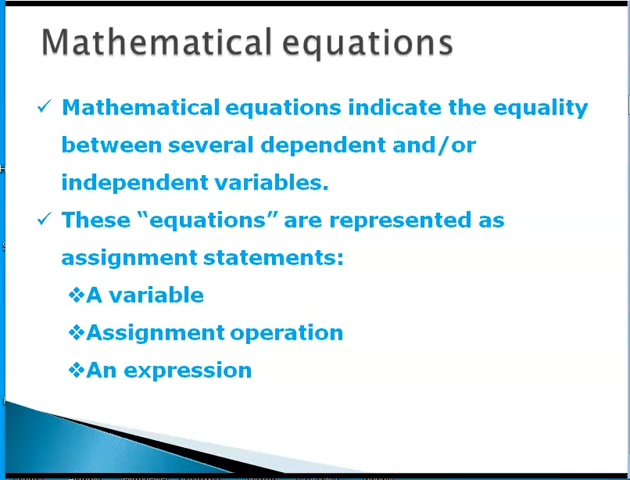 Mathematical equations
✓ Mathematical equations indicate the equality
between several dependent and/or
independent variables.
✓ These “equations” are represented as
assignment statements:
❖A variable
❖Assignment operation
❖An expression